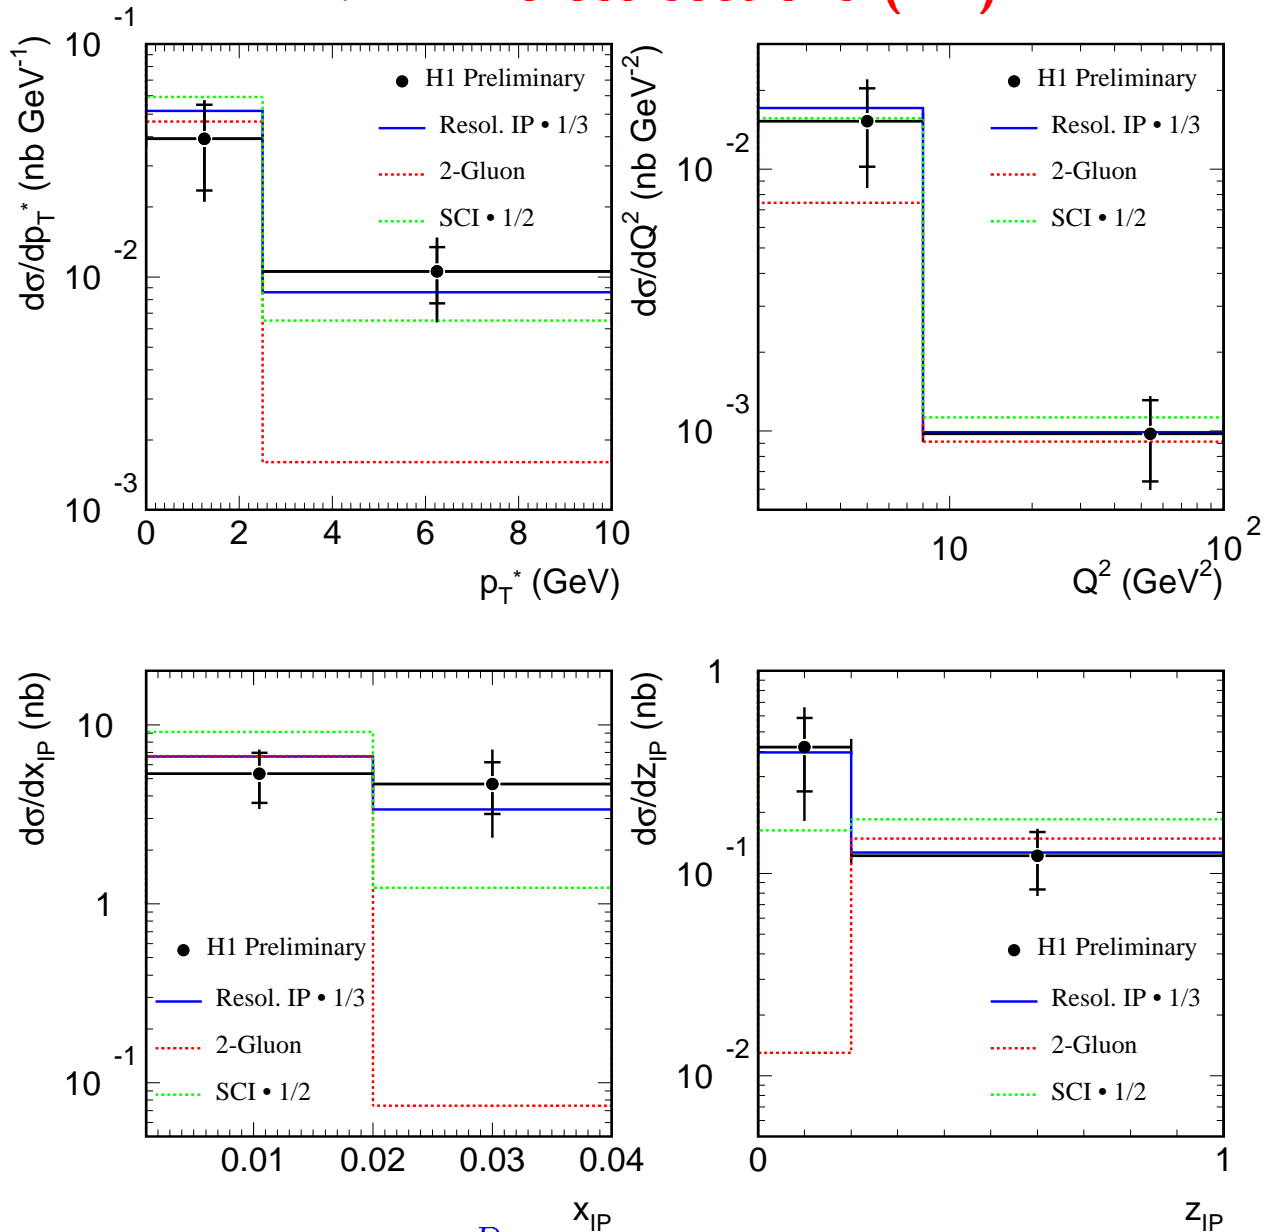 10^-1
dσ/dp_T^* (nb GeV^-1)
H1 Preliminary
Resol. IP • 1/3
2-Gluon
SCI • 1/2
10^-2
10^-3
0 2 4 6 8 10
p_T^* (GeV)
dσ/dQ^2 (nb GeV^-2)
H1 Preliminary
Resol. IP • 1/3
2-Gluon
SCI • 1/2
10^-2
10^-3
10 10^2
Q^2 (GeV^2)
dσ/dx_IP (nb)
10
1
10^-1
H1 Preliminary
Resol. IP • 1/3
2-Gluon
SCI • 1/2
0.01 0.02 0.03 0.04
x_IP
dσ/dz_IP (nb)
1
10^-1
10^-2
H1 Preliminary
Resol. IP • 1/3
2-Gluon
SCI • 1/2
0 1
z_IP